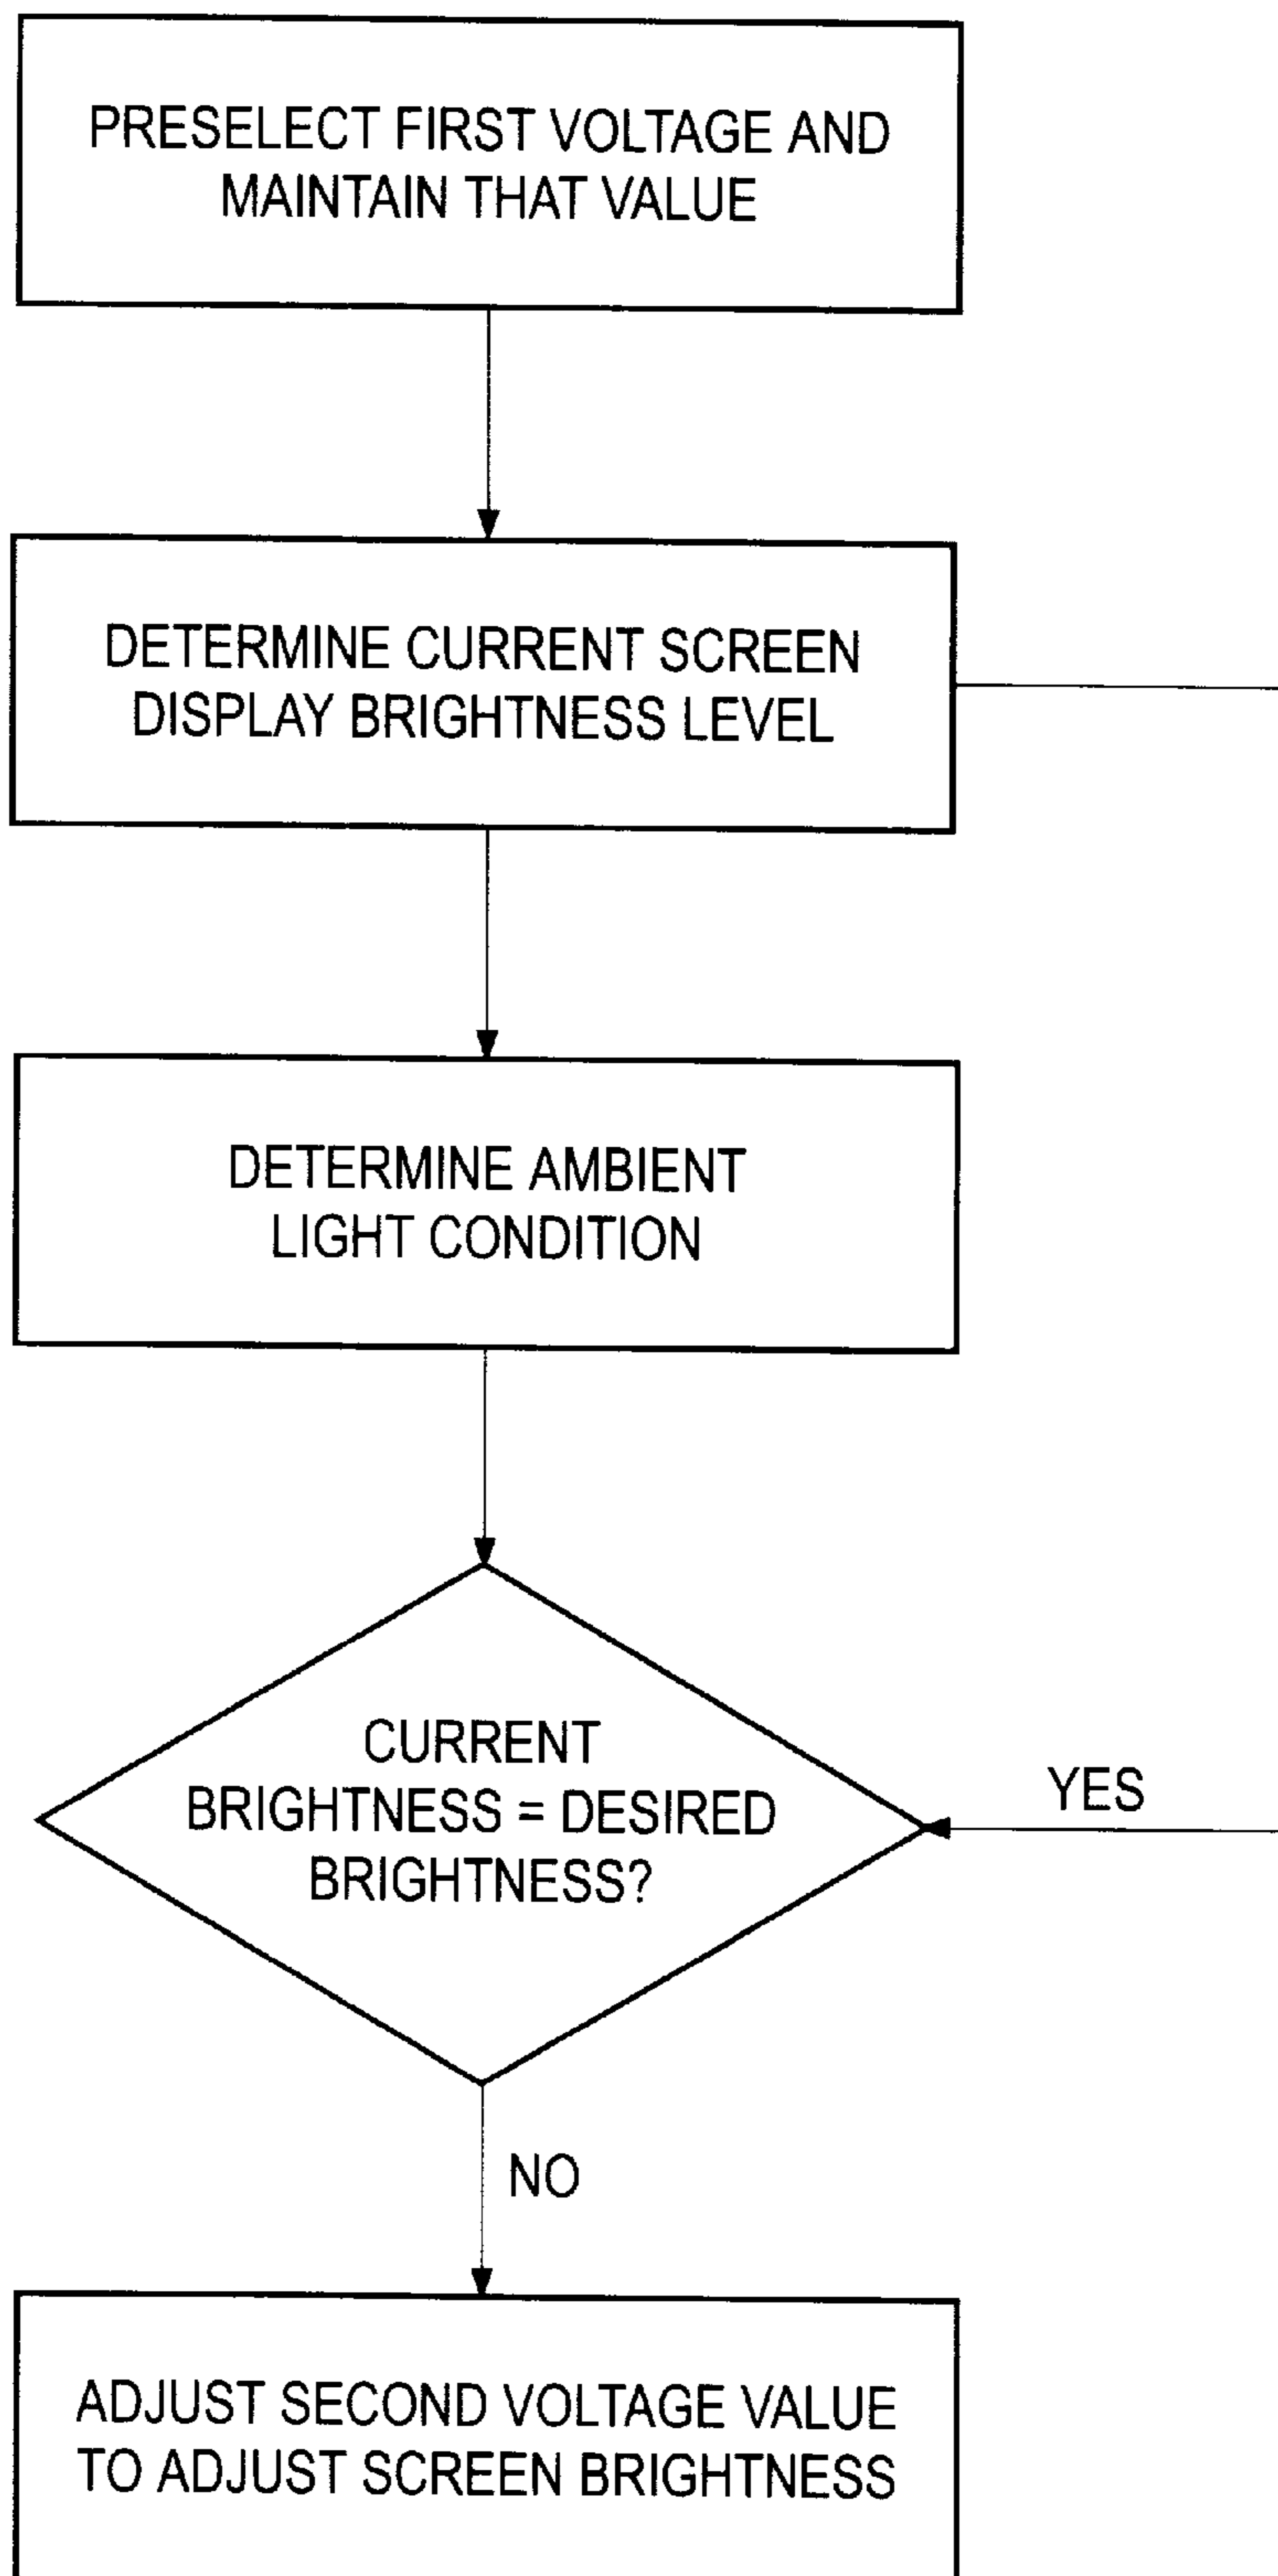 PRESELECT FIRST VOLTAGE AND
MAINTAIN THAT VALUE
DETERMINE CURRENT SCREEN
DISPLAY BRIGHTNESS LEVEL
DETERMINE AMBIENT
LIGHT CONDITION
CURRENT
BRIGHTNESS = DESIRED
BRIGHTNESS?
YES
NO
ADJUST SECOND VOLTAGE VALUE
TO ADJUST SCREEN BRIGHTNESS